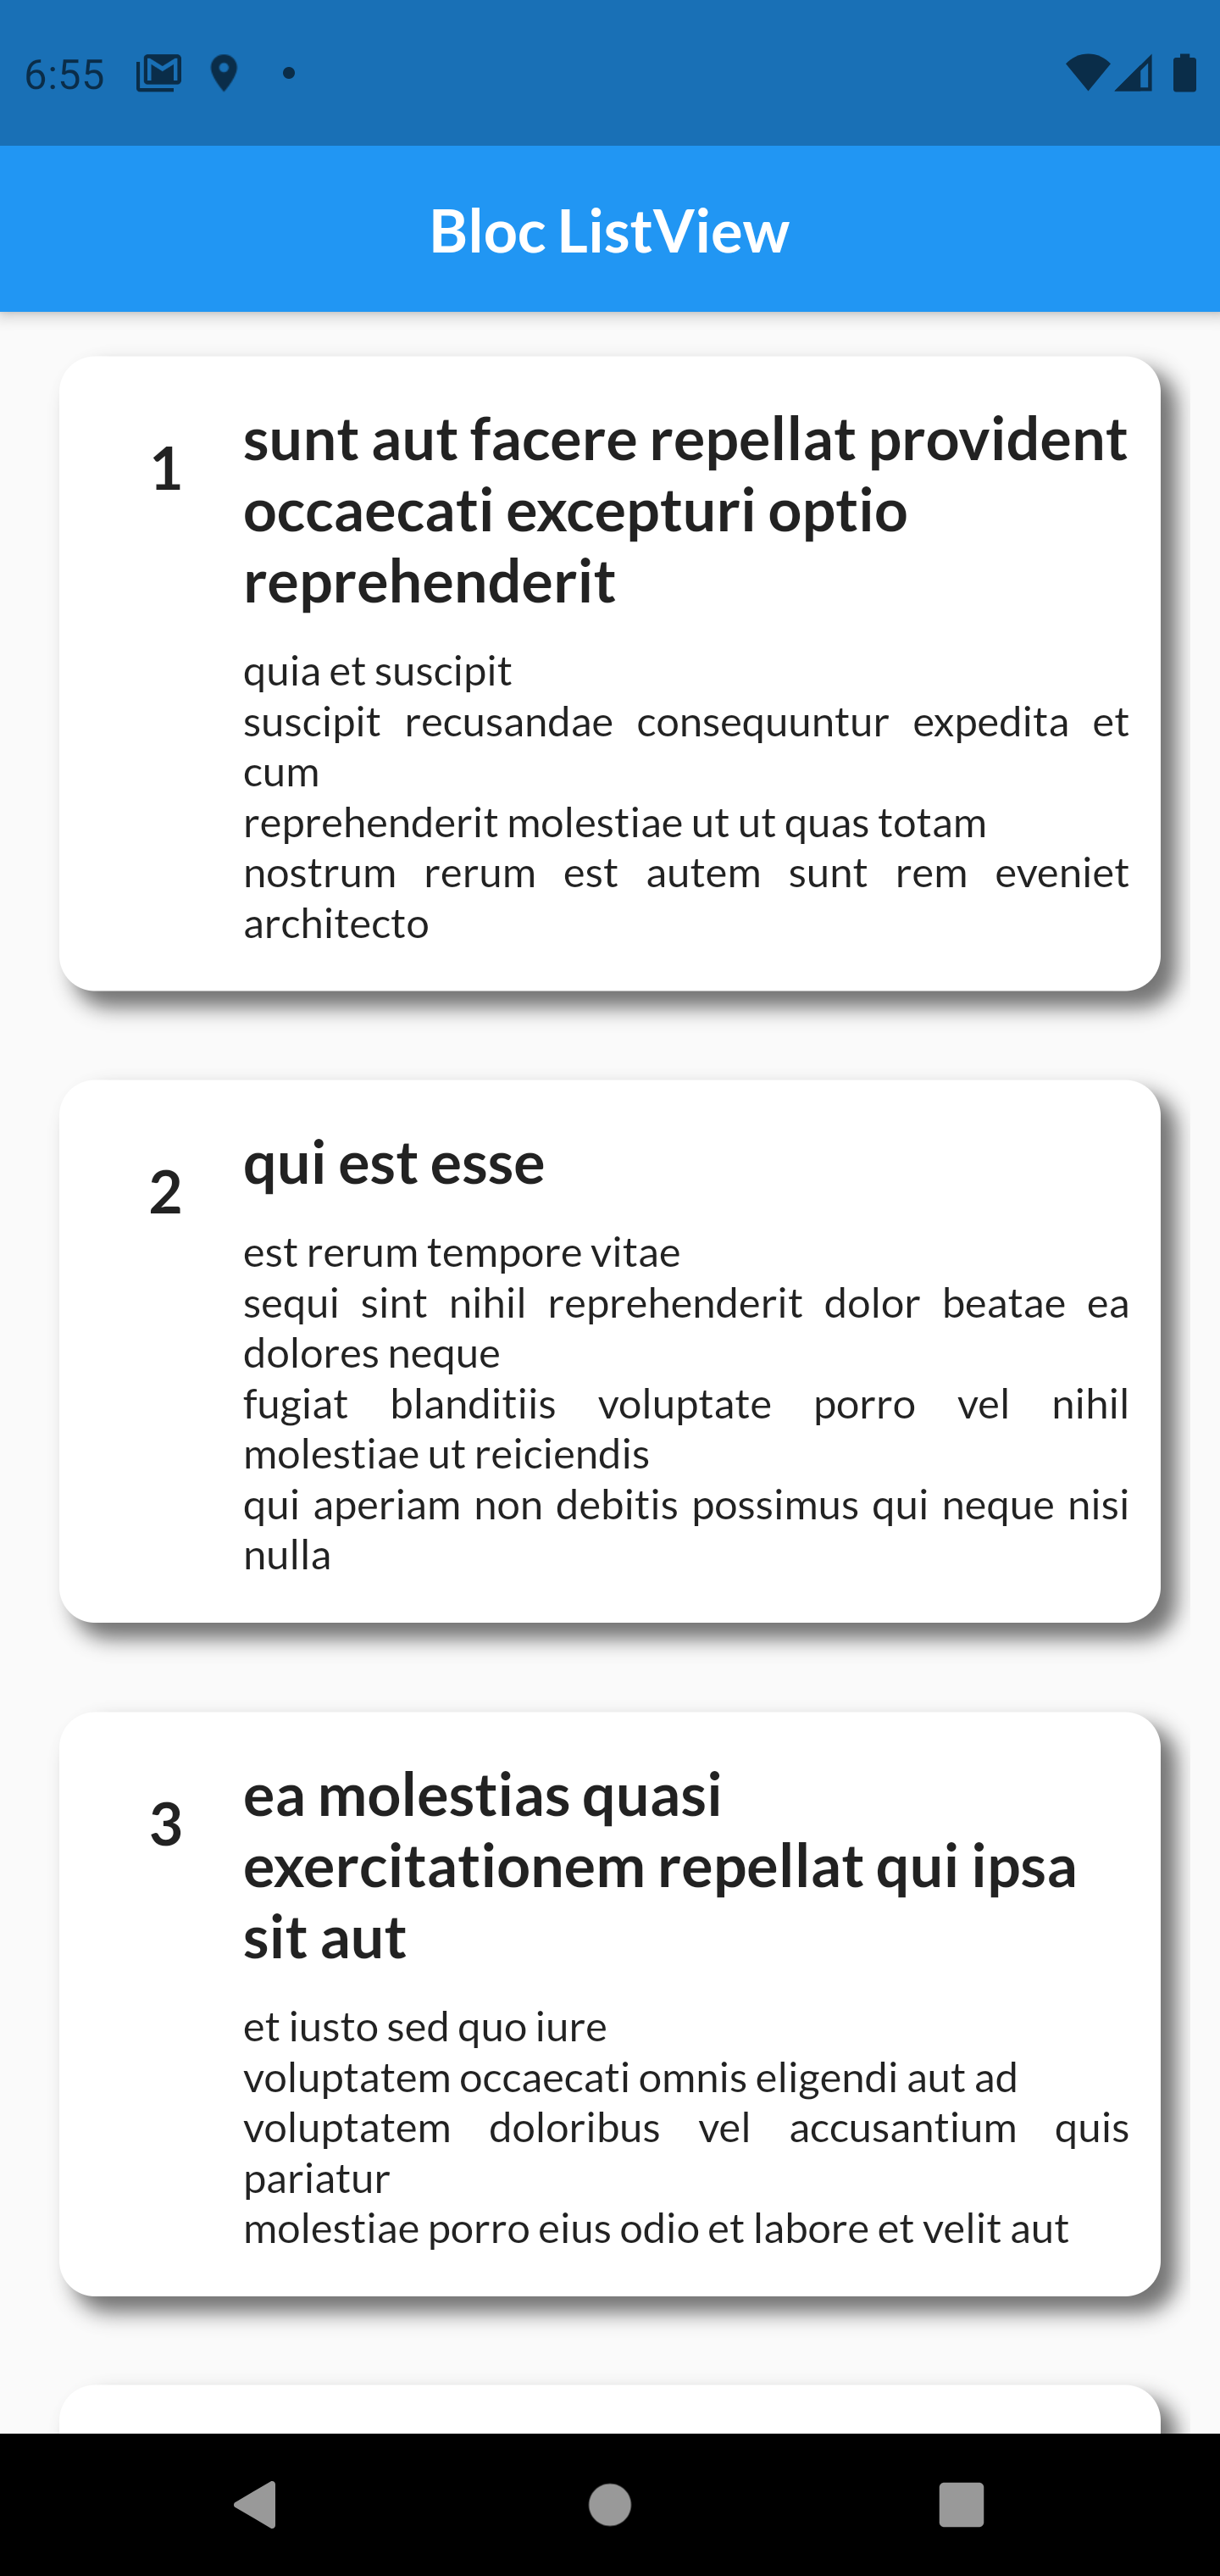 6:55
Bloc ListView
1
sunt aut facere repellat provident
occaecati excepturi optio
reprehenderit
quia et suscipit
suscipit recusandae consequuntur expedita et
cum
reprehenderit molestiae ut ut quas totam
nostrum rerum est autem sunt rem eveniet
architecto
2
qui est esse
est rerum tempore vitae
sequi sint nihil reprehenderit dolor beatae ea
dolores neque
fugiat blanditiis voluptate porro vel nihil
molestiae ut reiciendis
qui aperiam non debitis possimus qui neque nisi
nulla
3
ea molestias quasi
exercitationem repellat qui ipsa
sit aut
et iusto sed quo iure
voluptatem occaecati omnis eligendi aut ad
voluptatem doloribus vel accusantium quis
pariatur
molestiae porro eius odio et labore et velit aut